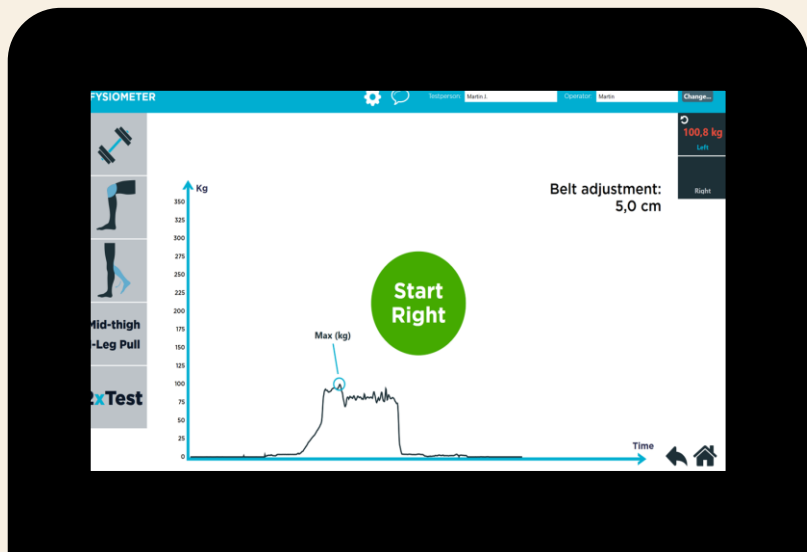 FYSIOMETER
Testperson: Martin J.
Operator: Martin
Change...
100,8 kg
Left
Right
Belt adjustment:
5,0 cm
Kg
350
325
300
275
250
225
200
175
150
125
100
75
50
25
0
Start
Right
Max (kg)
Time
Mid-thigh
-Leg Pull
2xTest